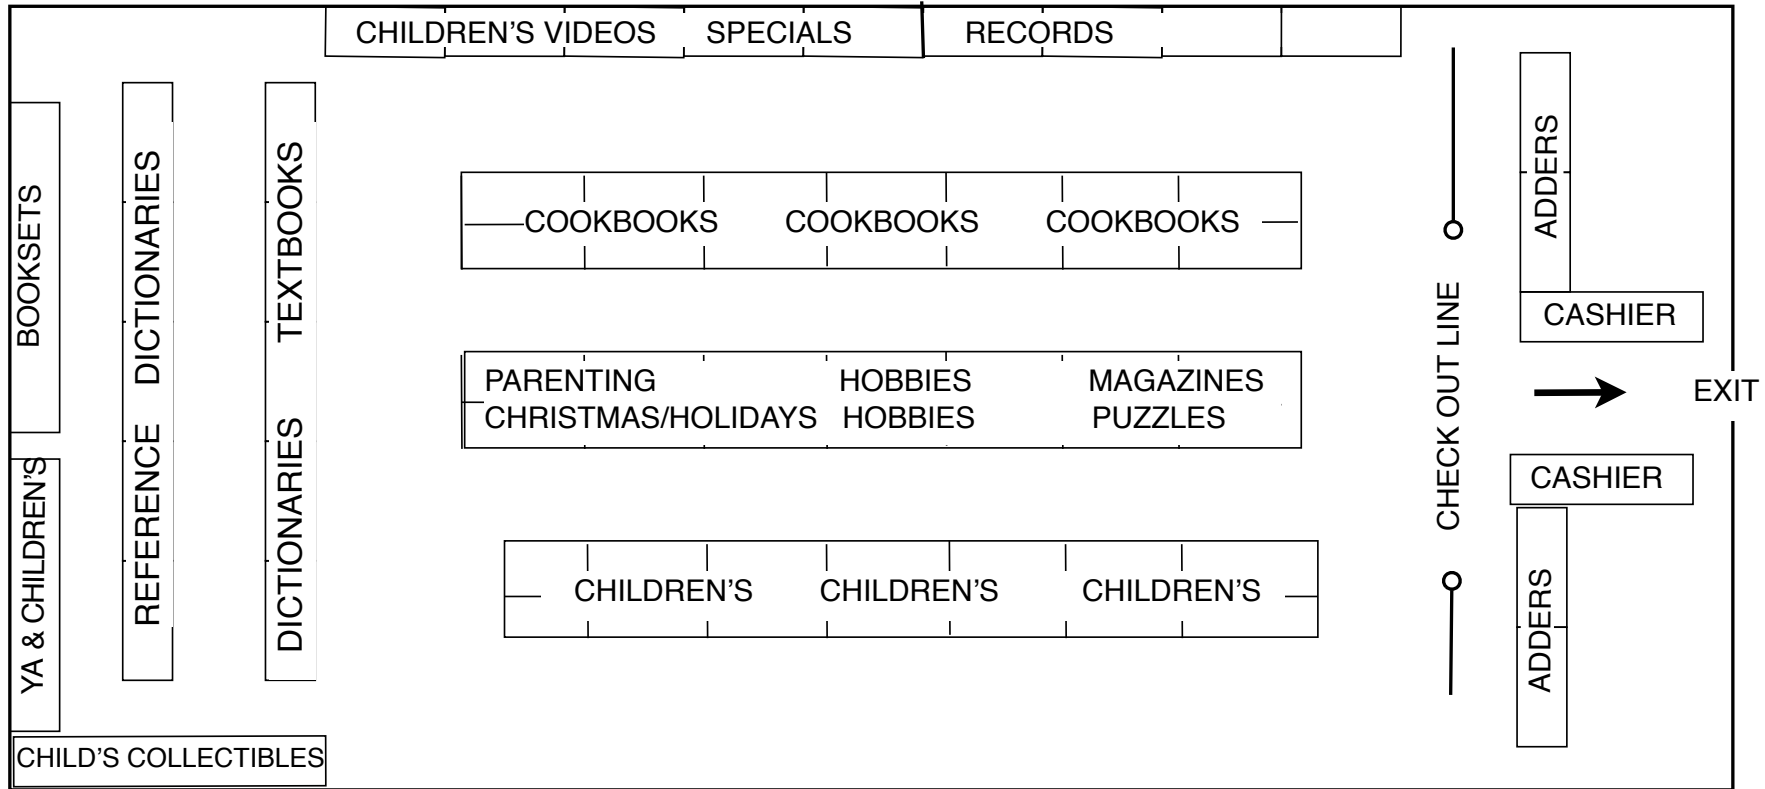 CHILDREN'S VIDEOS SPECIALS RECORDS
BOOKSETS
YA & CHILDREN'S
REFERENCE DICTIONARIES
DICTIONARIES TEXTBOOKS
CHILD'S COLLECTIBLES
COOKBOOKS COOKBOOKS COOKBOOKS
PARENTING HOBBIES MAGAZINES
CHRISTMAS/HOLIDAYS HOBBIES PUZZLES
CHILDREN'S CHILDREN'S CHILDREN'S
CHECK OUT LINE
ADDERS
CASHIER
EXIT
CASHIER
ADDERS